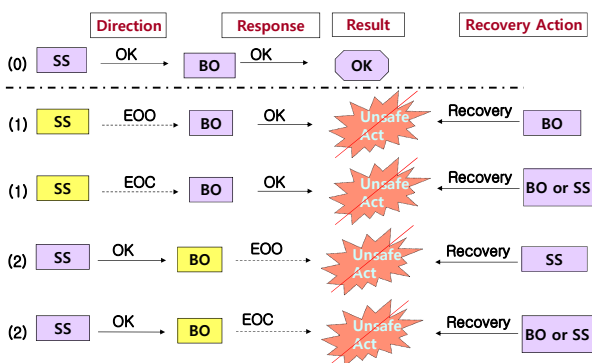 Direction Response Result Recovery Action
(0) SS OK BO OK OK
(1) SS EOO BO OK Unsafe Act Recovery BO
(1) SS EOC BO OK Unsafe Act Recovery BO or SS
(2) SS OK BO EOO Unsafe Act Recovery SS
(2) SS OK BO EOC Unsafe Act Recovery BO or SS